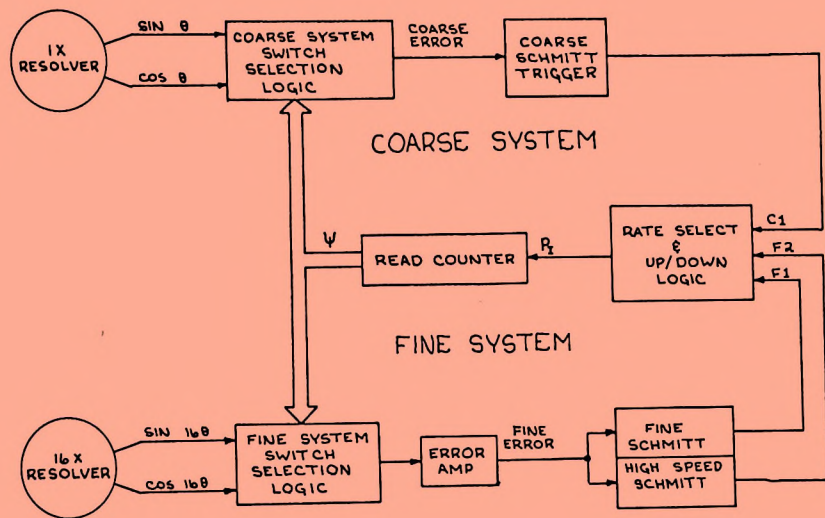 SIN θ
1X
RESOLVER
COS θ
COARSE SYSTEM
SWITCH
SELECTION
LOGIC
COARSE
ERROR
COARSE
SCHMITT
TRIGGER
COARSE SYSTEM
ψ
READ COUNTER
P_I
RATE SELECT
&
UP/DOWN
LOGIC
C1
F2
F1
FINE SYSTEM
SIN 16θ
16X
RESOLVER
COS 16θ
FINE SYSTEM
SWITCH
SELECTION
LOGIC
ERROR
AMP
FINE
ERROR
FINE
SCHMITT
HIGH SPEED
SCHMITT